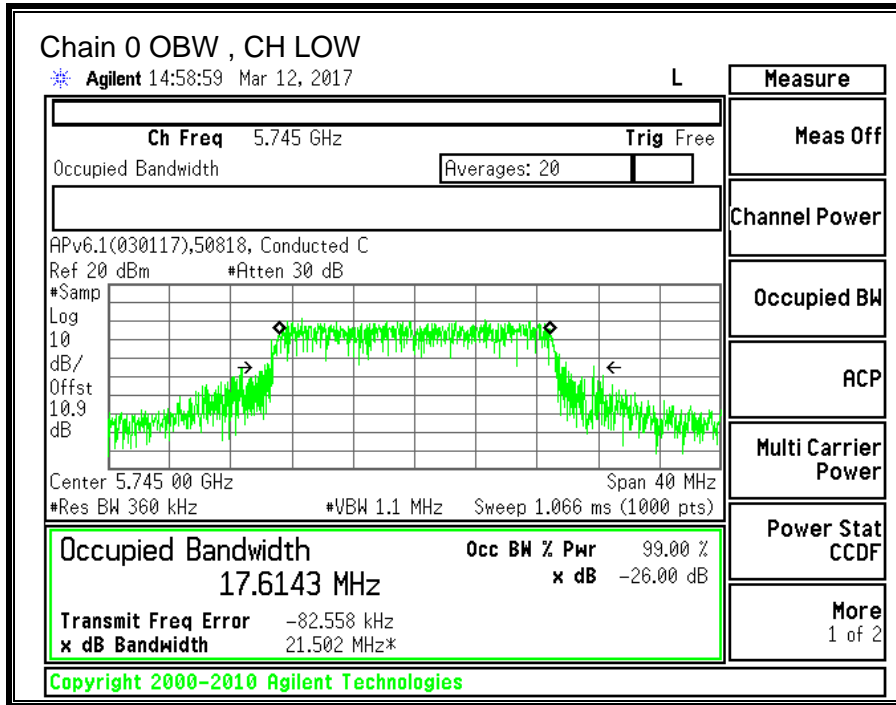 Chain 0 OBW , CH LOW
Agilent 14:58:59 Mar 12, 2017 L
Measure
Ch Freq 5.745 GHz Trig Free
Meas Off
Occupied Bandwidth Averages: 20
Channel Power
APv6.1(030117),50818, Conducted C
Ref 20 dBm #Atten 30 dB
#Samp
Log
10
dB/
Offst
10.9
dB
Occupied BW
ACP
Center 5.745 00 GHz Span 40 MHz
#Res BW 360 kHz #VBW 1.1 MHz Sweep 1.066 ms (1000 pts)
Multi Carrier
Power
Occupied Bandwidth Occ BW % Pwr 99.00 %
17.6143 MHz x dB -26.00 dB
Power Stat
CCDF
Transmit Freq Error -82.558 kHz
x dB Bandwidth 21.502 MHz*
More
1 of 2
Copyright 2000-2010 Agilent Technologies